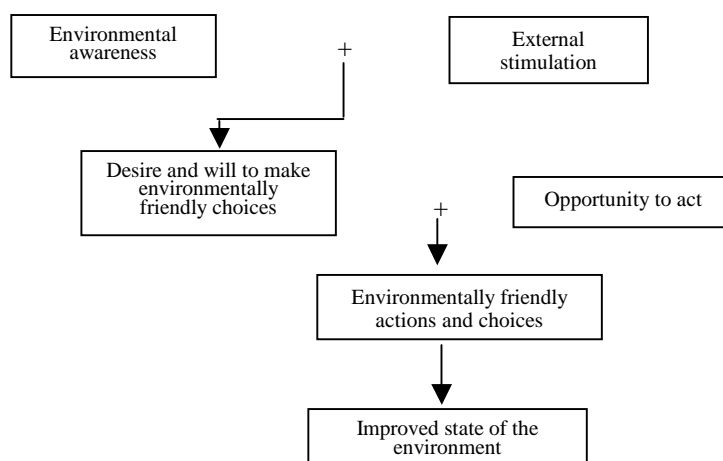 Environmental
awareness
+
External
stimulation
Desire and will to make
environmentally
friendly choices
+
Opportunity to act
Environmentally friendly
actions and choices
Improved state of the
environment